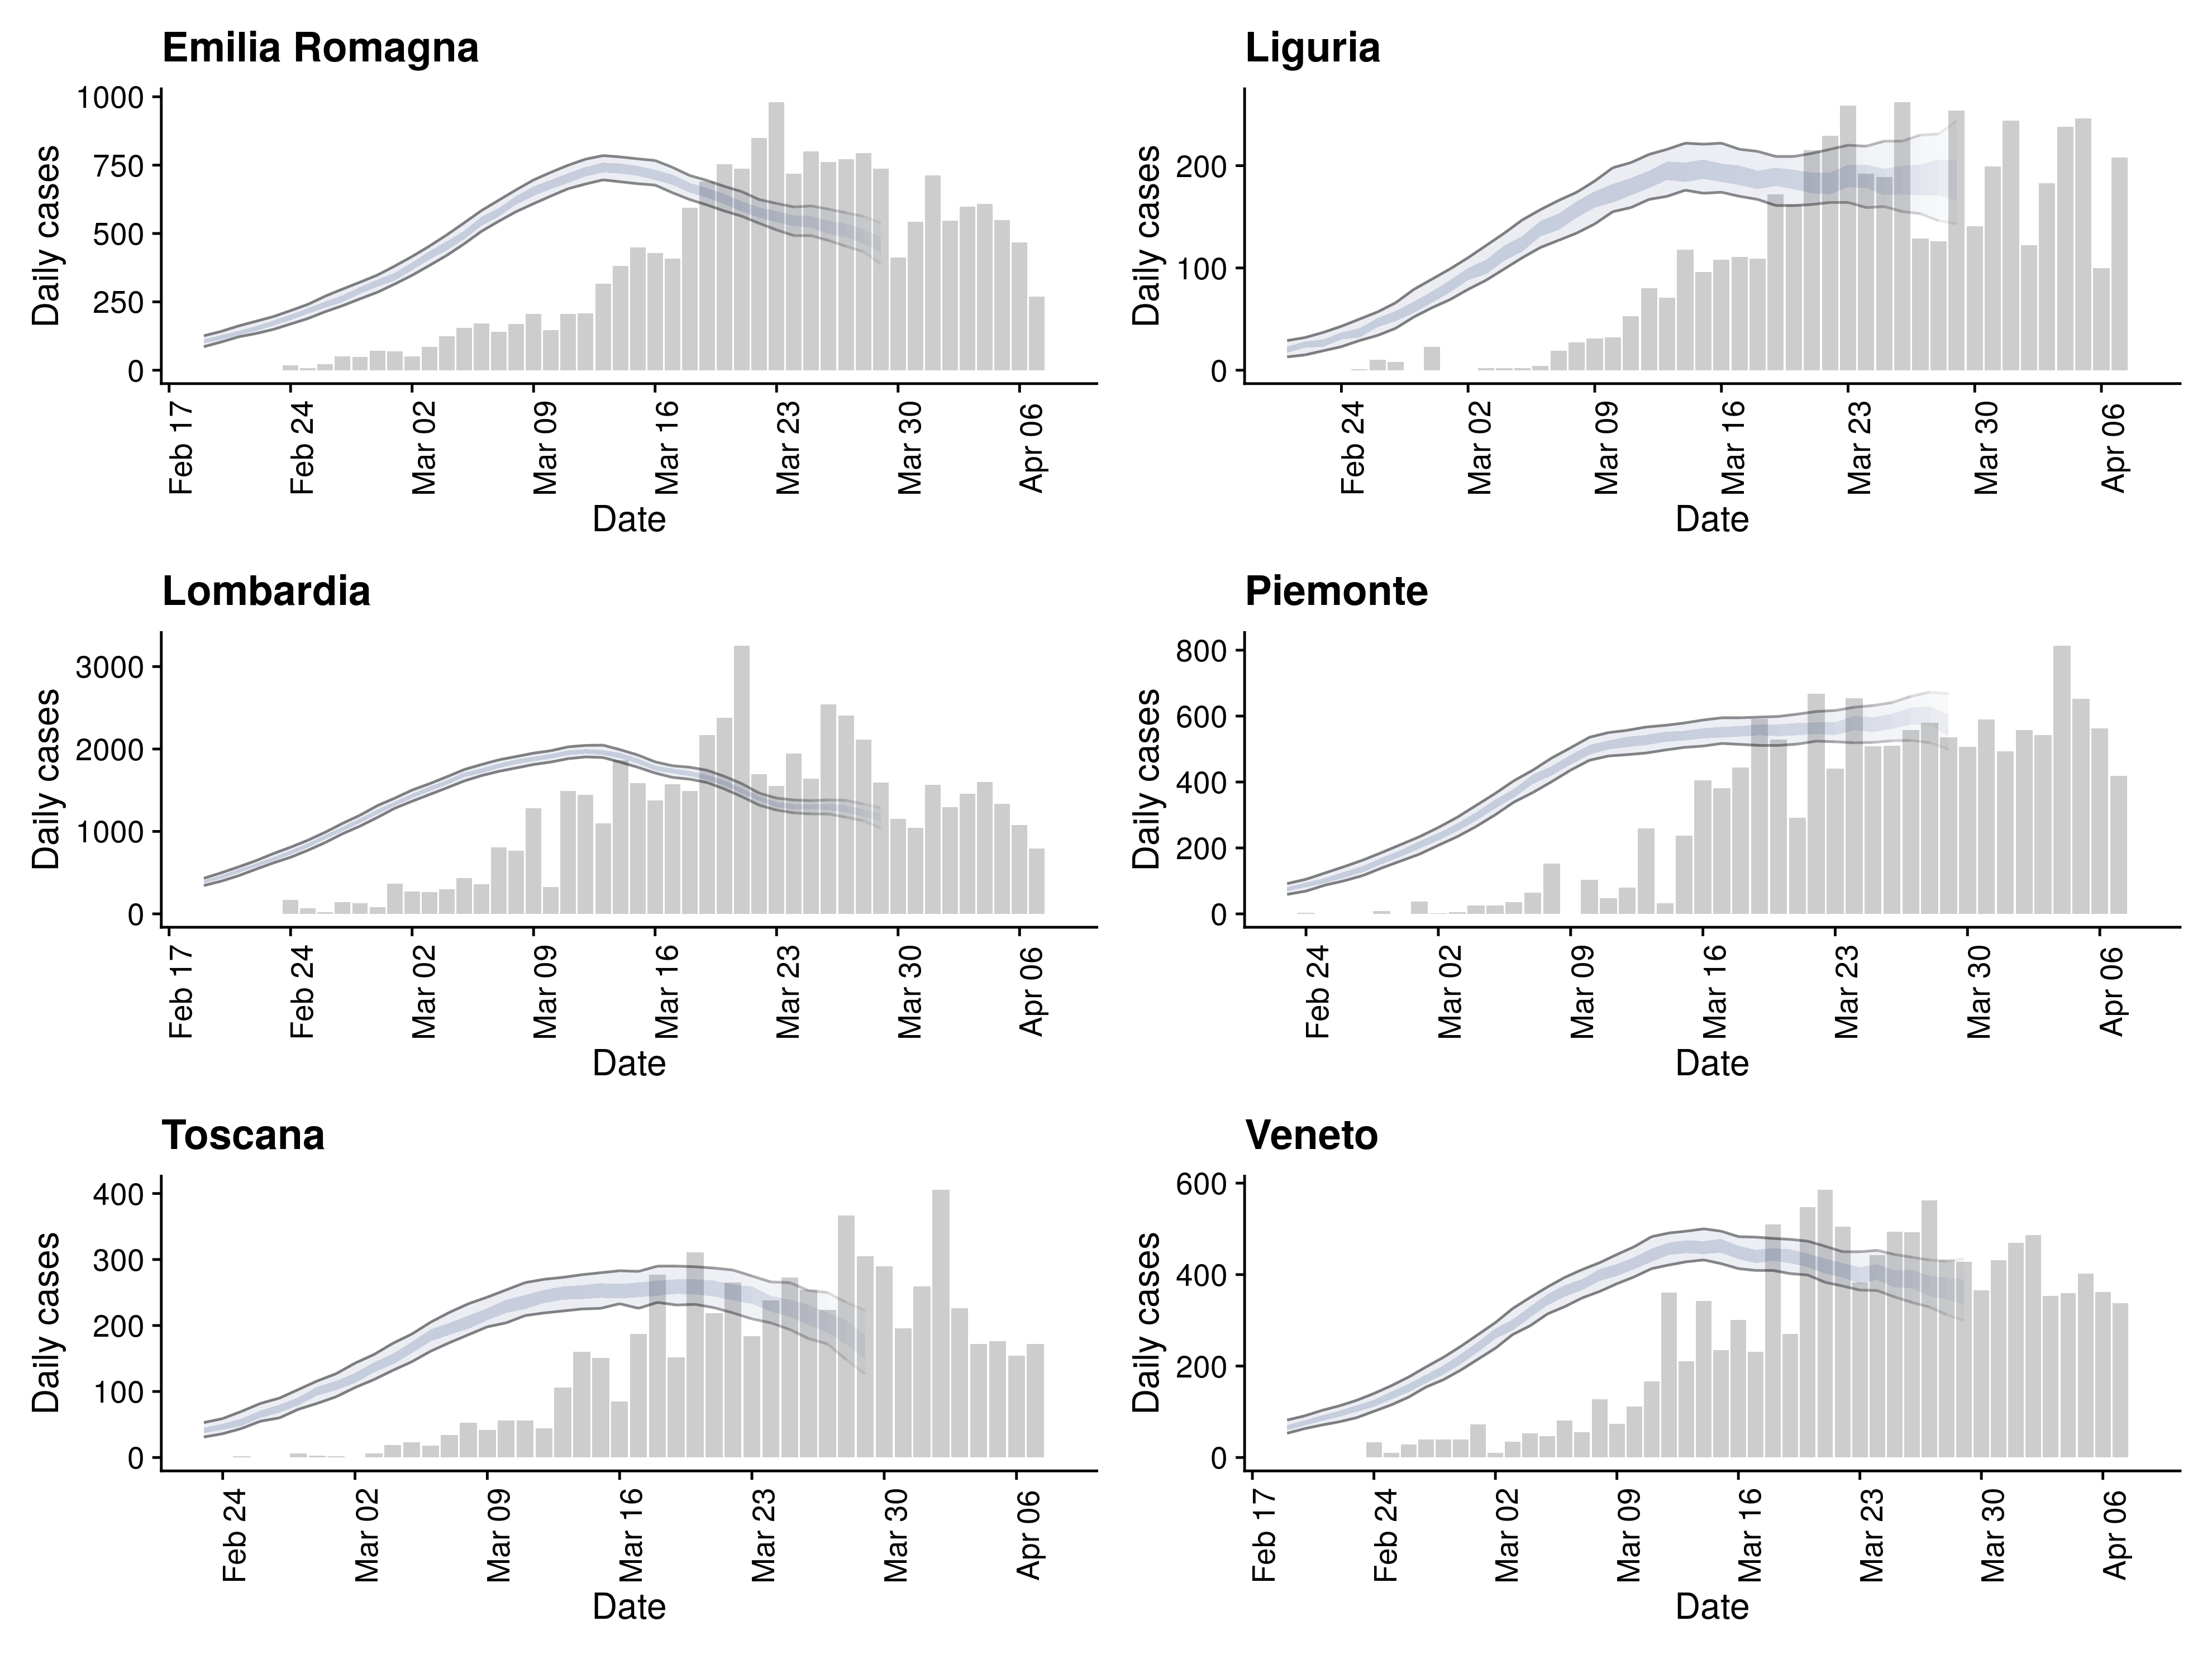 Emilia Romagna
Daily cases
1000
750
500
250
0
Feb 17
Feb 24
Mar 02
Mar 09
Mar 16
Mar 23
Mar 30
Apr 06
Date
Liguria
Daily cases
200
100
0
Feb 24
Mar 02
Mar 09
Mar 16
Mar 23
Mar 30
Apr 06
Date
Lombardia
Daily cases
3000
2000
1000
0
Feb 17
Feb 24
Mar 02
Mar 09
Mar 16
Mar 23
Mar 30
Apr 06
Date
Piemonte
Daily cases
800
600
400
200
0
Feb 24
Mar 02
Mar 09
Mar 16
Mar 23
Mar 30
Apr 06
Date
Toscana
Daily cases
400
300
200
100
0
Feb 24
Mar 02
Mar 09
Mar 16
Mar 23
Mar 30
Apr 06
Date
Veneto
Daily cases
600
400
200
0
Feb 17
Feb 24
Mar 02
Mar 09
Mar 16
Mar 23
Mar 30
Apr 06
Date